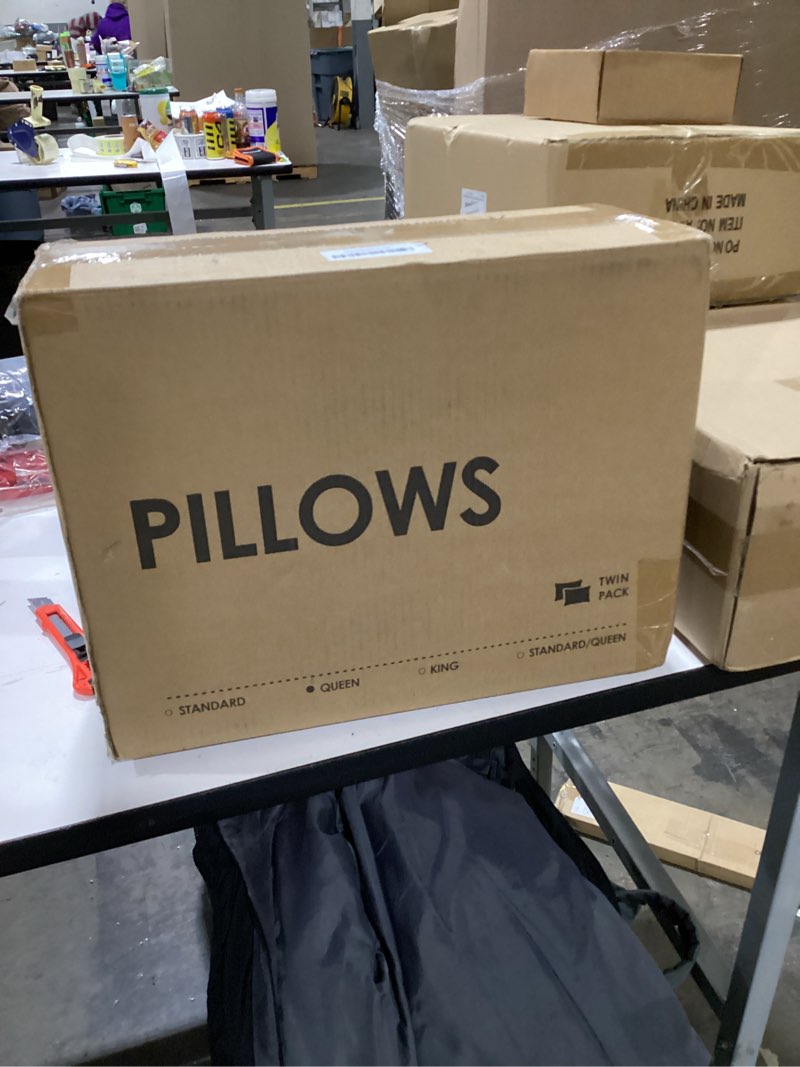 PILLOWS
TWIN
PACK
STANDARD
QUEEN
KING
STANDARD/QUEEN
PO NO
ITEM NO.
MADE IN CHINA